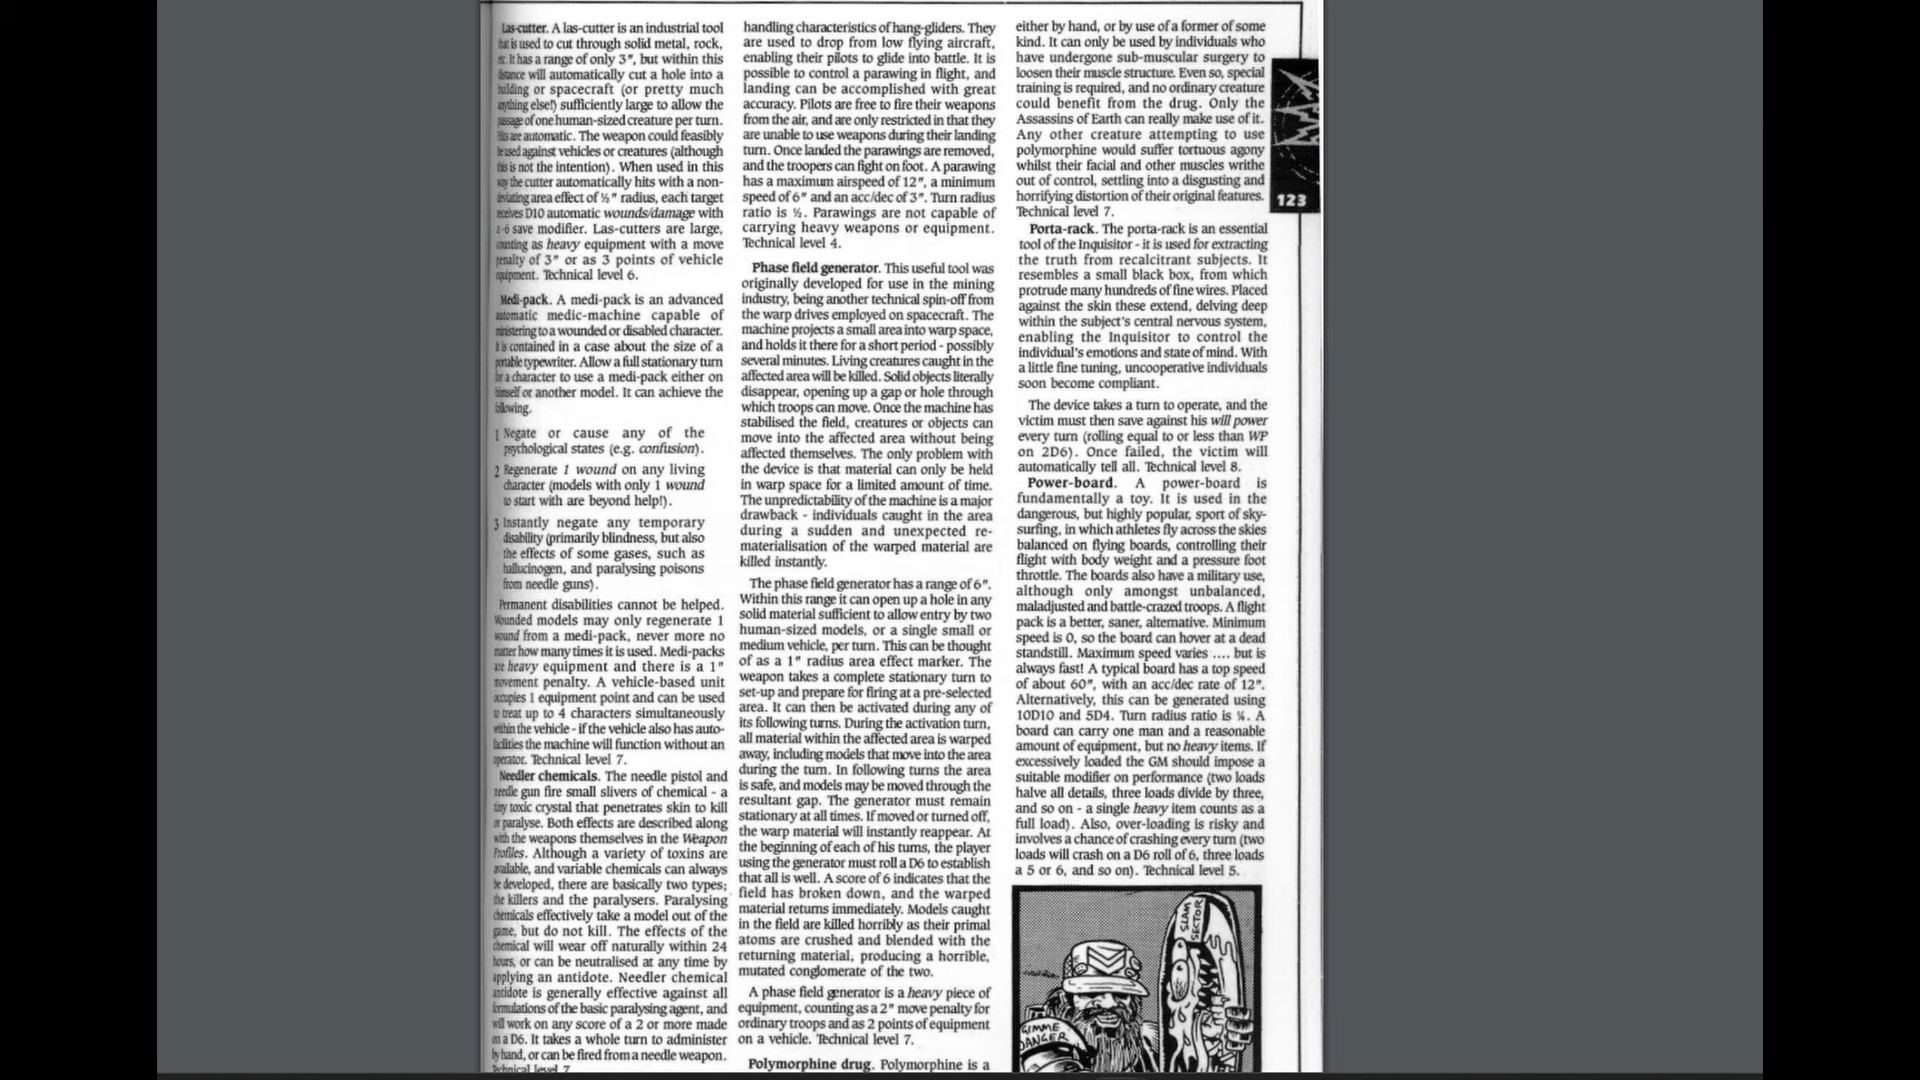 Las-cutter. A las-cutter is an industrial tool
that is used to cut through solid metal, rock,
etc. It has a range of only 3", but within this
distance will automatically cut a hole into a
building or spacecraft (or pretty much
anything else!) sufficiently large to allow the
passage of one human-sized creature per turn.
Hits are automatic. The weapon could feasibly
be used against vehicles or creatures (although
this is not the intention). When used in this
way the cutter automatically hits with a non-
deviating area effect of ½" radius, each target
receives D10 automatic wounds/damage with
a -6 save modifier. Las-cutters are large,
counting as heavy equipment with a move
penalty of 3" or as 3 points of vehicle
equipment. Technical level 6.
Medi-pack. A medi-pack is an advanced
automatic medic-machine capable of
ministering to a wounded or disabled character.
It is contained in a case about the size of a
portable typewriter. Allow a full stationary turn
for a character to use a medi-pack either on
himself or another model. It can achieve the
following.
1 Negate or cause any of the
psychological states (e.g. confusion).
2 Regenerate 1 wound on any living
character (models with only 1 wound
to start with are beyond help!).
3 Instantly negate any temporary
disability (primarily blindness, but also
the effects of some gases, such as
hallucinogen, and paralysing poisons
from needle guns).
Permanent disabilities cannot be helped.
Wounded models may only regenerate 1
wound from a medi-pack, never more no
matter how many times it is used. Medi-packs
are heavy equipment and there is a 1"
movement penalty. A vehicle-based unit
occupies 1 equipment point and can be used
to treat up to 4 characters simultaneously
within the vehicle - if the vehicle also has auto-
facilities the machine will function without an
operator. Technical level 7.
Needler chemicals. The needle pistol and
needle gun fire small slivers of chemical - a
tiny toxic crystal that penetrates skin to kill
or paralyse. Both effects are described along
with the weapons themselves in the Weapon
Profiles. Although a variety of toxins are
available, and variable chemicals can always
be developed, there are basically two types;
the killers and the paralysers. Paralysing
chemicals effectively take a model out of the
game, but do not kill. The effects of the
chemical will wear off naturally within 24
hours, or can be neutralised at any time by
applying an antidote. Needler chemical
antidote is generally effective against all
formulations of the basic paralysing agent, and
will work on any score of a 2 or more made
on a D6. It takes a whole turn to administer
by hand, or can be fired from a needle weapon.
Technical level 7
handling characteristics of hang-gliders. They
are used to drop from low flying aircraft,
enabling their pilots to glide into battle. It is
possible to control a parawing in flight, and
landing can be accomplished with great
accuracy. Pilots are free to fire their weapons
from the air, and are only restricted in that they
are unable to use weapons during their landing
turn. Once landed the parawings are removed,
and the troopers can fight on foot. A parawing
has a maximum airspeed of 12", a minimum
speed of 6" and an acc/dec of 3". Turn radius
ratio is ½. Parawings are not capable of
carrying heavy weapons or equipment.
Technical level 4.
Phase field generator. This useful tool was
originally developed for use in the mining
industry, being another technical spin-off from
the warp drives employed on spacecraft. The
machine projects a small area into warp space,
and holds it there for a short period - possibly
several minutes. Living creatures caught in the
affected area will be killed. Solid objects literally
disappear, opening up a gap or hole through
which troops can move. Once the machine has
stabilised the field, creatures or objects can
move into the affected area without being
affected themselves. The only problem with
the device is that material can only be held
in warp space for a limited amount of time.
The unpredictability of the machine is a major
drawback - individuals caught in the area
during a sudden and unexpected re-
materialisation of the warped material are
killed instantly.
The phase field generator has a range of 6".
Within this range it can open up a hole in any
solid material sufficient to allow entry by two
human-sized models, or a single small or
medium vehicle, per turn. This can be thought
of as a 1" radius area effect marker. The
weapon takes a complete stationary turn to
set-up and prepare for firing at a pre-selected
area. It can then be activated during any of
its following turns. During the activation turn,
all material within the affected area is warped
away, including models that move into the area
during the turn. In following turns the area
is safe, and models may be moved through the
resultant gap. The generator must remain
stationary at all times. If moved or turned off,
the warp material will instantly reappear. At
the beginning of each of his turns, the player
using the generator must roll a D6 to establish
that all is well. A score of 6 indicates that the
field has broken down, and the warped
material returns immediately. Models caught
in the field are killed horribly as their primal
atoms are crushed and blended with the
returning material, producing a horrible,
mutated conglomerate of the two.
A phase field generator is a heavy piece of
equipment, counting as a 2" move penalty for
ordinary troops and as 2 points of equipment
on a vehicle. Technical level 7.
Polymorphine drug. Polymorphine is a
either by hand, or by use of a former of some
kind. It can only be used by individuals who
have undergone sub-muscular surgery to
loosen their muscle structure. Even so, special
training is required, and no ordinary creature
could benefit from the drug. Only the
Assassins of Earth can really make use of it.
Any other creature attempting to use
polymorphine would suffer tortuous agony
whilst their facial and other muscles writhe
out of control, settling into a disgusting and
horrifying distortion of their original features.
Technical level 7.
Porta-rack. The porta-rack is an essential
tool of the Inquisitor - it is used for extracting
the truth from recalcitrant subjects. It
resembles a small black box, from which
protrude many hundreds of fine wires. Placed
against the skin these extend, delving deep
within the subject's central nervous system,
enabling the Inquisitor to control the
individual's emotions and state of mind. With
a little fine tuning, uncooperative individuals
soon become compliant.
The device takes a turn to operate, and the
victim must then save against his will power
every turn (rolling equal to or less than WP
on 2D6). Once failed, the victim will
automatically tell all. Technical level 8.
Power-board. A power-board is
fundamentally a toy. It is used in the
dangerous, but highly popular, sport of sky-
surfing, in which athletes fly across the skies
balanced on flying boards, controlling their
flight with body weight and a pressure foot
throttle. The boards also have a military use,
although only amongst unbalanced,
maladjusted and battle-crazed troops. A flight
pack is a better, saner, alternative. Minimum
speed is 0, so the board can hover at a dead
standstill. Maximum speed varies .... but is
always fast! A typical board has a top speed
of about 60", with an acc/dec rate of 12".
Alternatively, this can be generated using
10D10 and 5D4. Turn radius ratio is ¼. A
board can carry one man and a reasonable
amount of equipment, but no heavy items. If
excessively loaded the GM should impose a
suitable modifier on performance (two loads
halve all details, three loads divide by three,
and so on - a single heavy item counts as a
full load). Also, over-loading is risky and
involves a chance of crashing every turn (two
loads will crash on a D6 roll of 6, three loads
a 5 or 6, and so on). Technical level 5.
SLAM
SECTOR
GIMME
DANGER
123